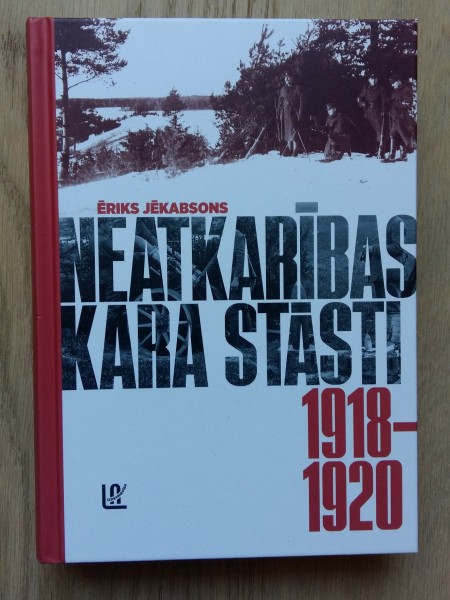 ĒRIKS JĒKABSONS
NEATKARĪBAS
KARA STĀSTI
1918–
1920